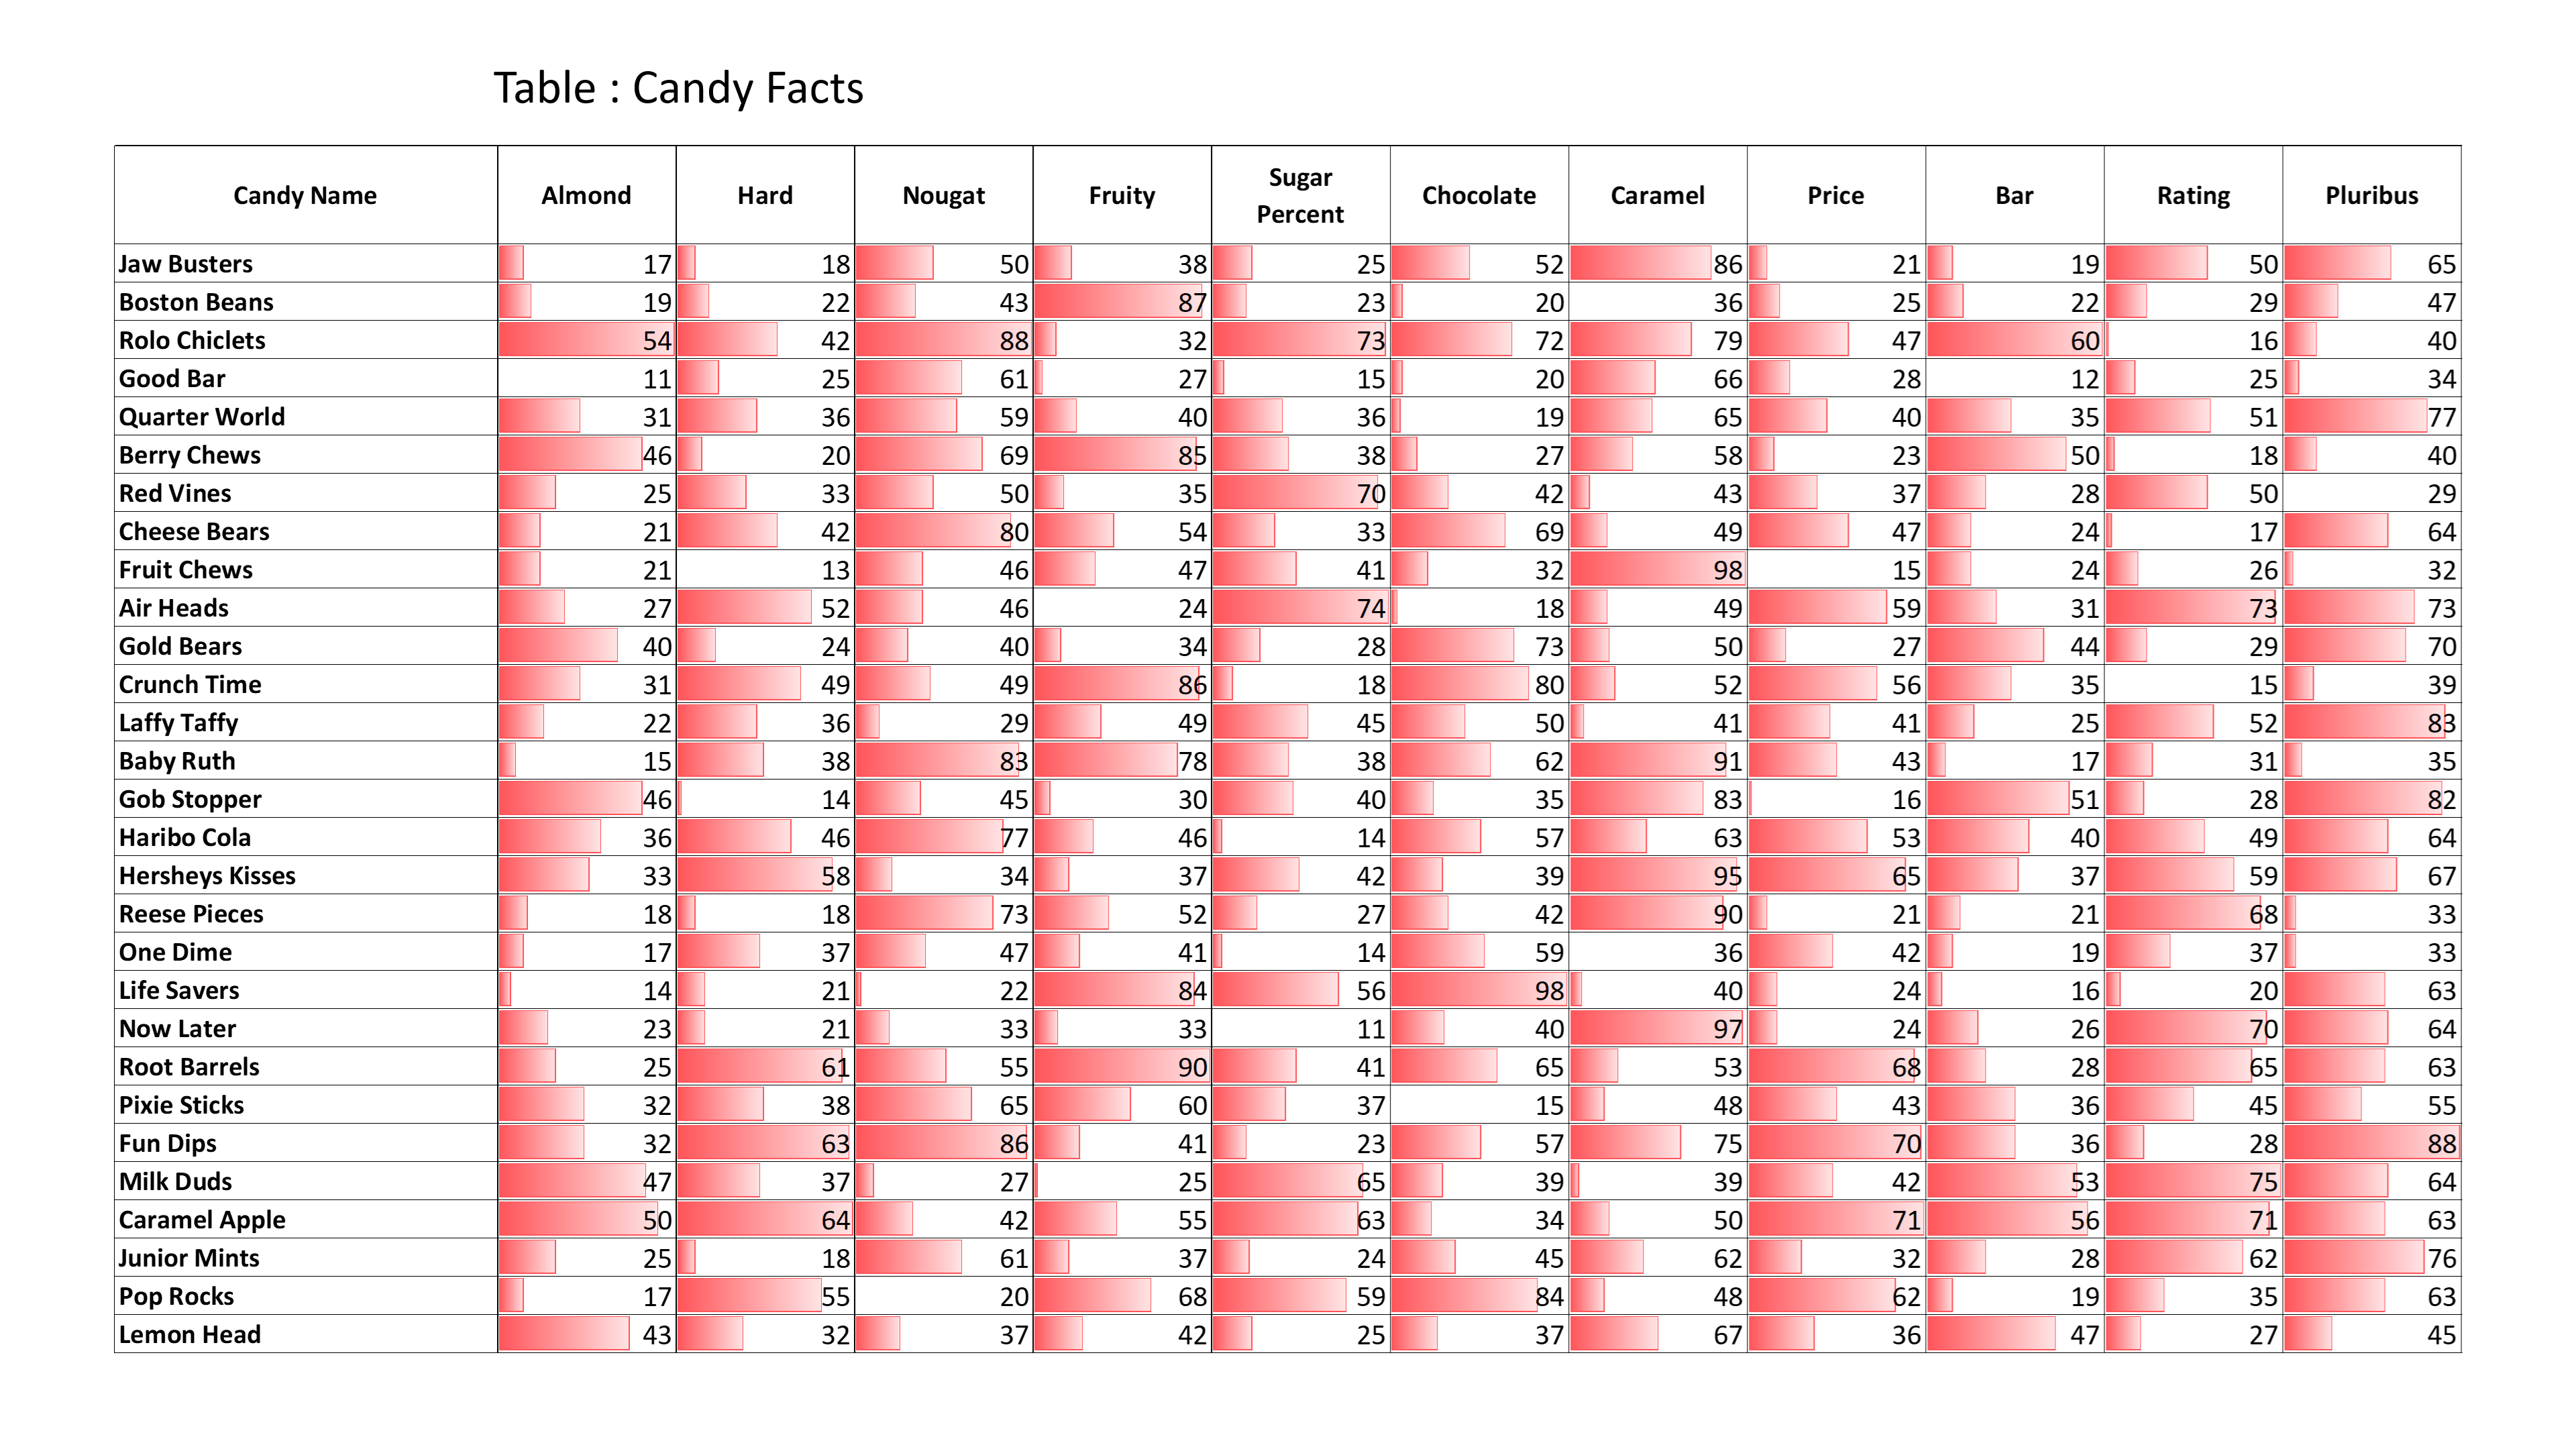 Table : Candy Facts
Candy Name Almond Hard Nougat Fruity Sugar Percent Chocolate Caramel Price Bar Rating Pluribus
Jaw Busters 17 18 50 38 25 52 86 21 19 50 65
Boston Beans 19 22 43 87 23 20 36 25 22 29 47
Rolo Chiclets 54 42 88 32 73 72 79 47 60 16 40
Good Bar 11 25 61 27 15 20 66 28 12 25 34
Quarter World 31 36 59 40 36 19 65 40 35 51 77
Berry Chews 46 20 69 85 38 27 58 23 50 18 40
Red Vines 25 33 50 35 70 42 43 37 28 50 29
Cheese Bears 21 42 80 54 33 69 49 47 24 17 64
Fruit Chews 21 13 46 47 41 32 98 15 24 26 32
Air Heads 27 52 46 24 74 18 49 59 31 73 73
Gold Bears 40 24 40 34 28 73 50 27 44 29 70
Crunch Time 31 49 49 86 18 80 52 56 35 15 39
Laffy Taffy 22 36 29 49 45 50 41 41 25 52 83
Baby Ruth 15 38 83 78 38 62 91 43 17 31 35
Gob Stopper 46 14 45 30 40 35 83 16 51 28 82
Haribo Cola 36 46 77 46 14 57 63 53 40 49 64
Hersheys Kisses 33 58 34 37 42 39 95 65 37 59 67
Reese Pieces 18 18 73 52 27 42 90 21 21 68 33
One Dime 17 37 47 41 14 59 36 42 19 37 33
Life Savers 14 21 22 84 56 98 40 24 16 20 63
Now Later 23 21 33 33 11 40 97 24 26 70 64
Root Barrels 25 61 55 90 41 65 53 68 28 65 63
Pixie Sticks 32 38 65 60 37 15 48 43 36 45 55
Fun Dips 32 63 86 41 23 57 75 70 36 28 88
Milk Duds 47 37 27 25 65 39 39 42 53 75 64
Caramel Apple 50 64 42 55 63 34 50 71 56 71 63
Junior Mints 25 18 61 37 24 45 62 32 28 62 76
Pop Rocks 17 55 20 68 59 84 48 62 19 35 63
Lemon Head 43 32 37 42 25 37 67 36 47 27 45